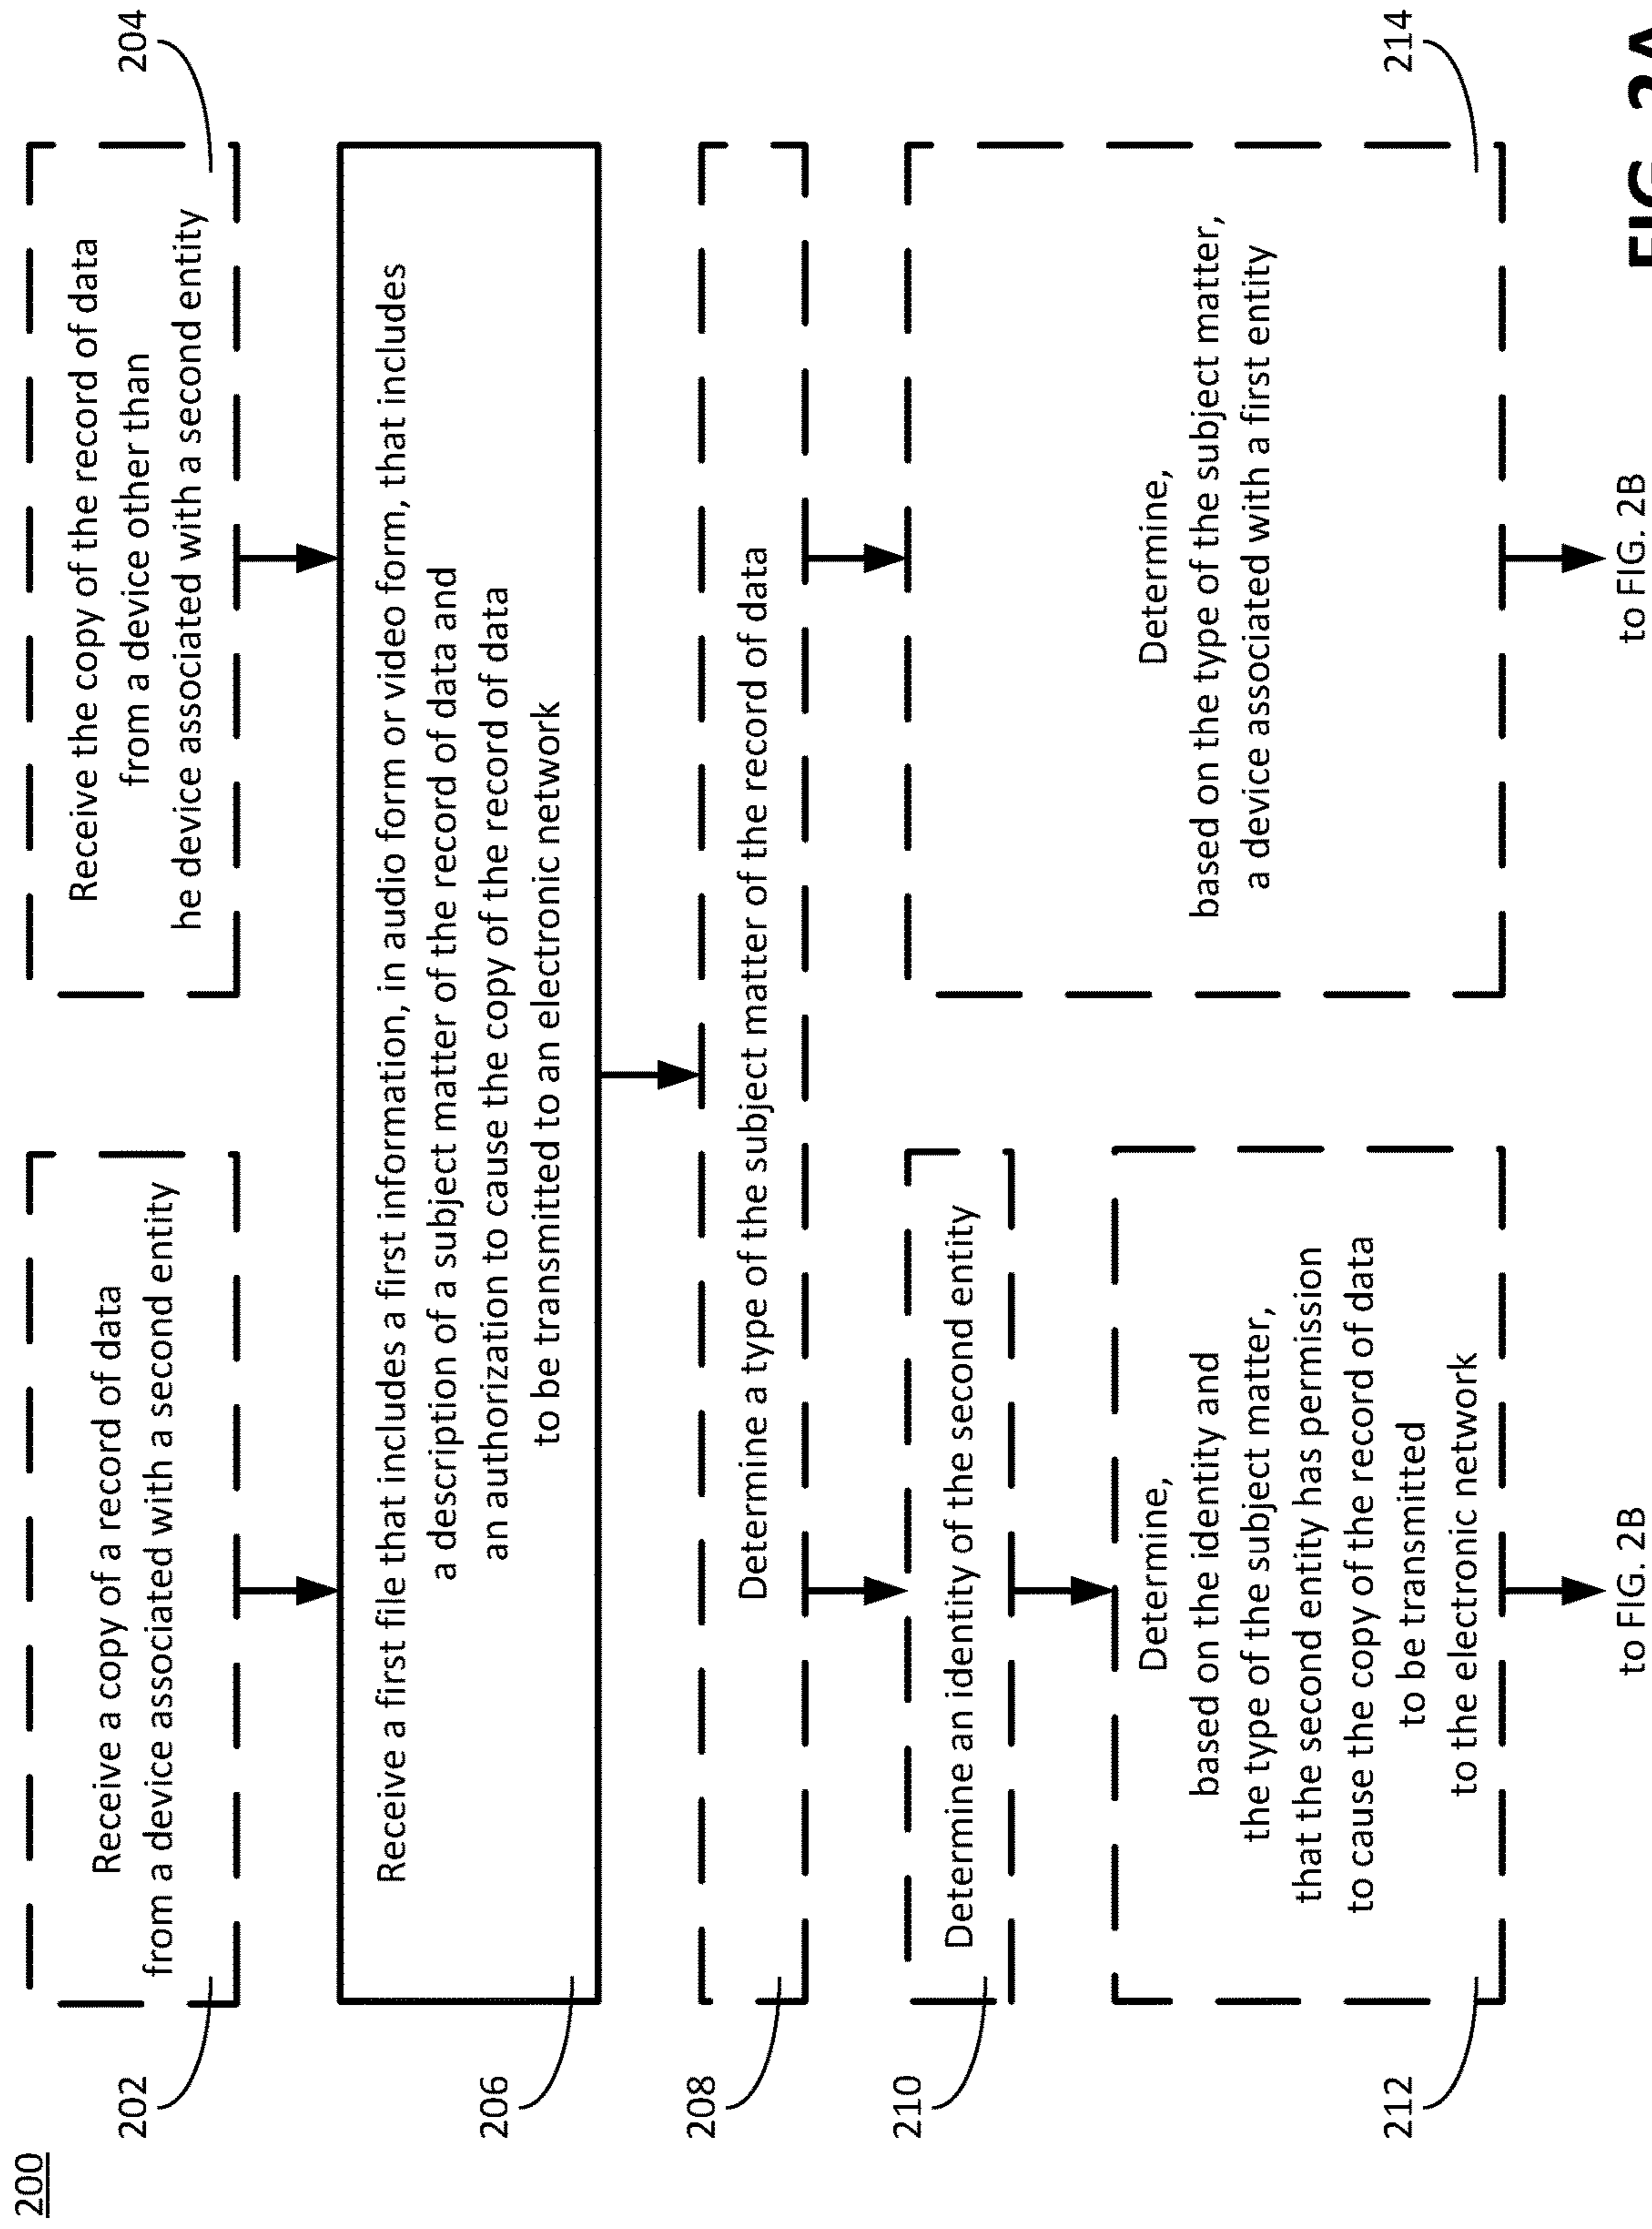 200
202
Receive a copy of a record of data
from a device associated with a second entity
204
Receive the copy of the record of data
from a device other than
he device associated with a second entity
206
Receive a first file that includes a first information, in audio form or video form, that includes
a description of a subject matter of the record of data and
an authorization to cause the copy of the record of data
to be transmitted to an electronic network
208
Determine a type of the subject matter of the record of data
210
Determine an identity of the second entity
212
Determine,
based on the identity and
the type of the subject matter,
that the second entity has permission
to cause the copy of the record of data
to be transmitted
to the electronic network
214
Determine,
based on the type of the subject matter,
a device associated with a first entity
to FIG. 2B
to FIG. 2B
FIG. 2A